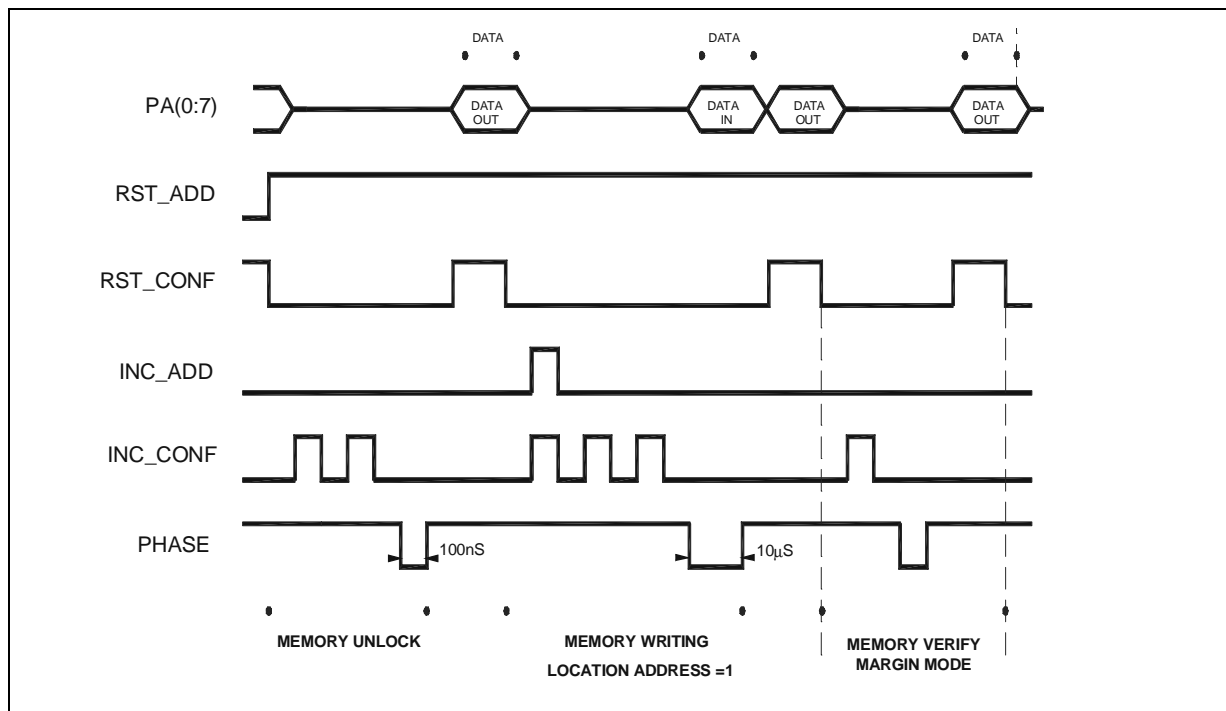 DATA
DATA
DATA
PA(0:7)
DATA
OUT
DATA
IN
DATA
OUT
DATA
OUT
RST_ADD
RST_CONF
INC_ADD
INC_CONF
PHASE
100nS
10µS
MEMORY UNLOCK
MEMORY WRITING
LOCATION ADDRESS =1
MEMORY VERIFY
MARGIN MODE